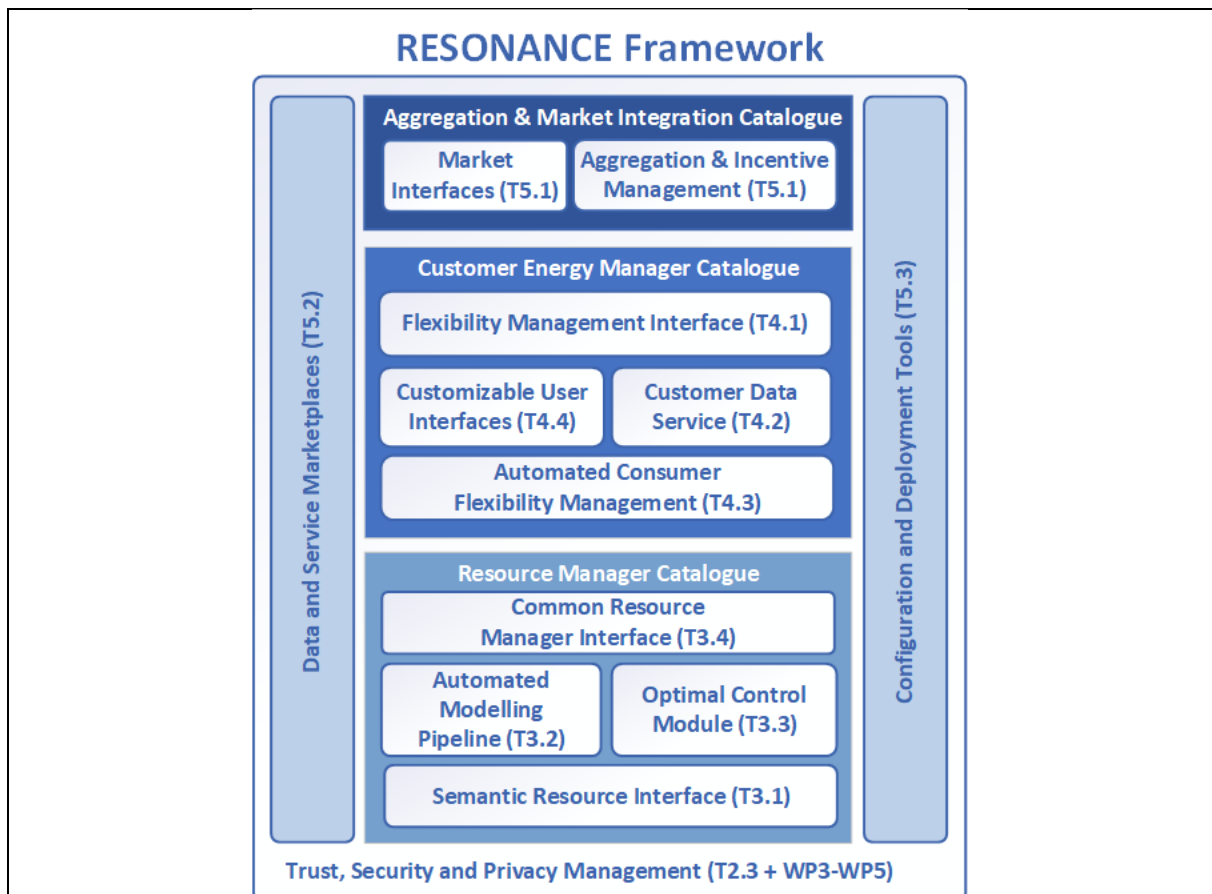 RESONANCE Framework
Data and Service Marketplaces (T5.2)
Aggregation & Market Integration Catalogue
Market
Interfaces (T5.1)
Aggregation & Incentive
Management (T5.1)
Customer Energy Manager Catalogue
Flexibility Management Interface (T4.1)
Customizable User
Interfaces (T4.4)
Customer Data
Service (T4.2)
Automated Consumer
Flexibility Management (T4.3)
Resource Manager Catalogue
Common Resource
Manager Interface (T3.4)
Automated
Modelling
Pipeline (T3.2)
Optimal Control
Module (T3.3)
Semantic Resource Interface (T3.1)
Configuration and Deployment Tools (T5.3)
Trust, Security and Privacy Management (T2.3 + WP3-WP5)